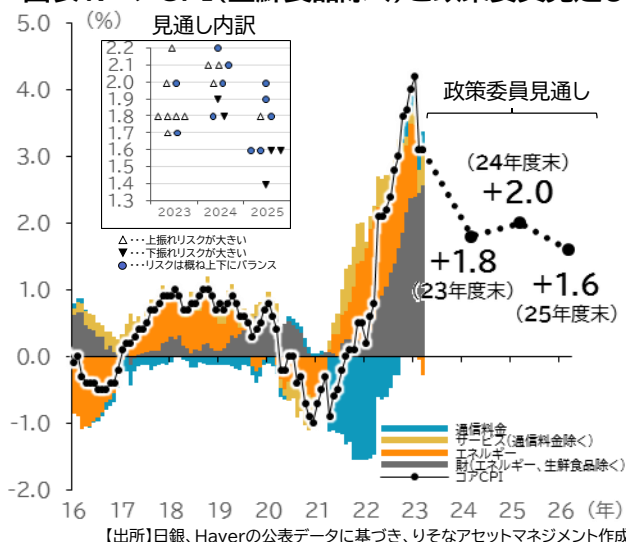 5.0 (%)
見通し内訳
2.2
2.1
2.0
1.9
1.8
1.7
1.6
1.5
1.4
1.3
2023 2024 2025
△・・・上振れリスクが大きい
▼・・・下振れリスクが大きい
●・・・リスクは概ね上下にバランス
4.0
3.0
2.0
1.0
0.0
-1.0
-2.0
政策委員見通し
(24年度末)
+2.0
+1.8
(23年度末)
+1.6
(25年度末)
通信料金
サービス(通信料金除く)
エネルギー
財(エネルギー、生鮮食品除く)
コアCPI
16 17 18 19 20 21 22 23 24 25 26 (年)
【出所】日銀、Haverの公表データに基づき、りそなアセットマネジメント作成